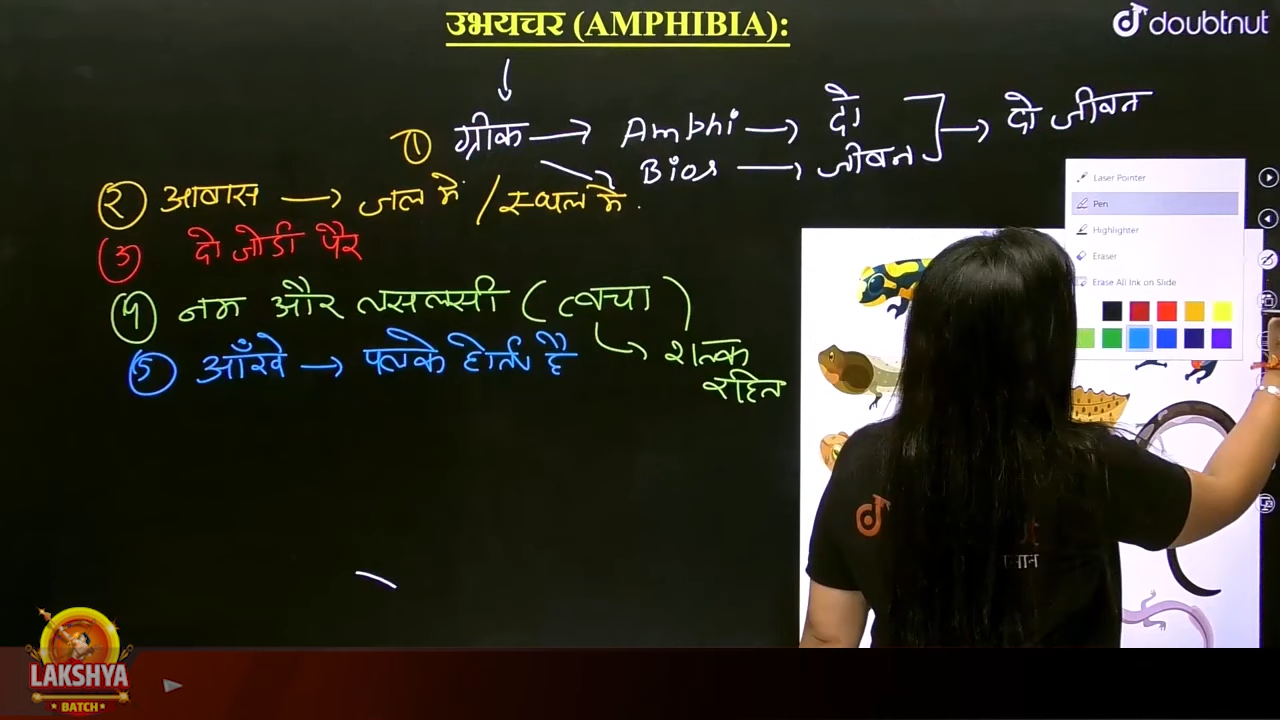 उभयचर (AMPHIBIA):
doubtnut
① ग्रीक → Amphi → दो
Bios → जीवन
→ दो जीवन
② आवास → जल में / स्थल में.
③ दो जोडी पैर
④ नम और लसलसी (त्वचा)
→ शल्क
रहित
⑤ आँखे → पलके होती है
Laser Pointer
Pen
Highlighter
Eraser
Erase All Ink on Slide
LAKSHYA
BATCH